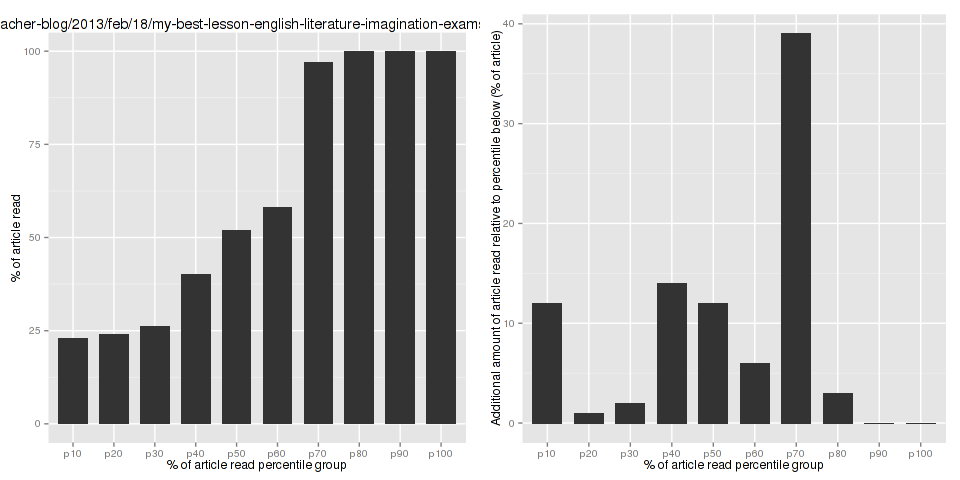 acher-blog/2013/feb/18/my-best-lesson-english-literature-imagination-exams
% of article read
100
75
50
25
0
p10 p20 p30 p40 p50 p60 p70 p80 p90 p100
% of article read percentile group
Additional amount of article read relative to percentile below (% of article)
40
30
20
10
0
p10 p20 p30 p40 p50 p60 p70 p80 p90 p100
% of article read percentile group